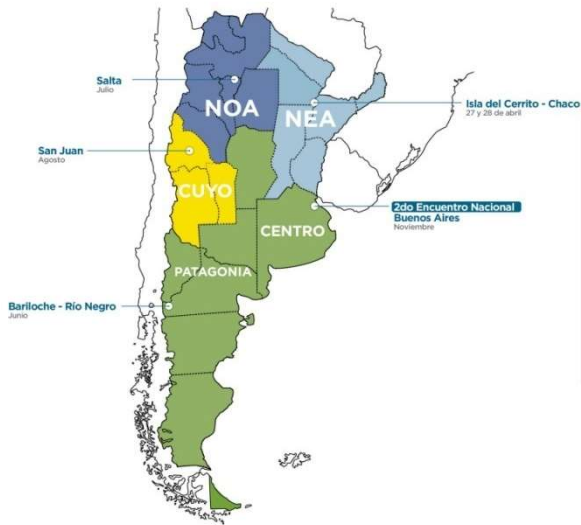 Salta
Julio
NOA
NEA
Isla del Cerrito - Chaco
27 y 28 de abril
San Juan
Agosto
CUYO
2do Encuentro Nacional
Buenos Aires
Noviembre
CENTRO
PATAGONIA
Bariloche - Río Negro
Junio